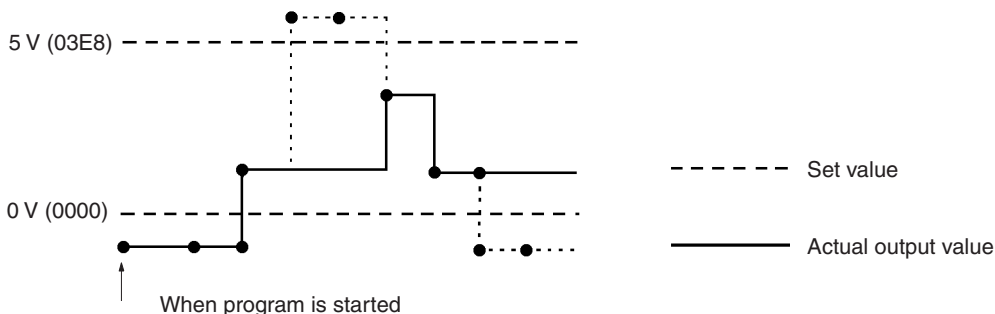 5 V (03E8)
Set value
0 V (0000)
Actual output value
When program is started